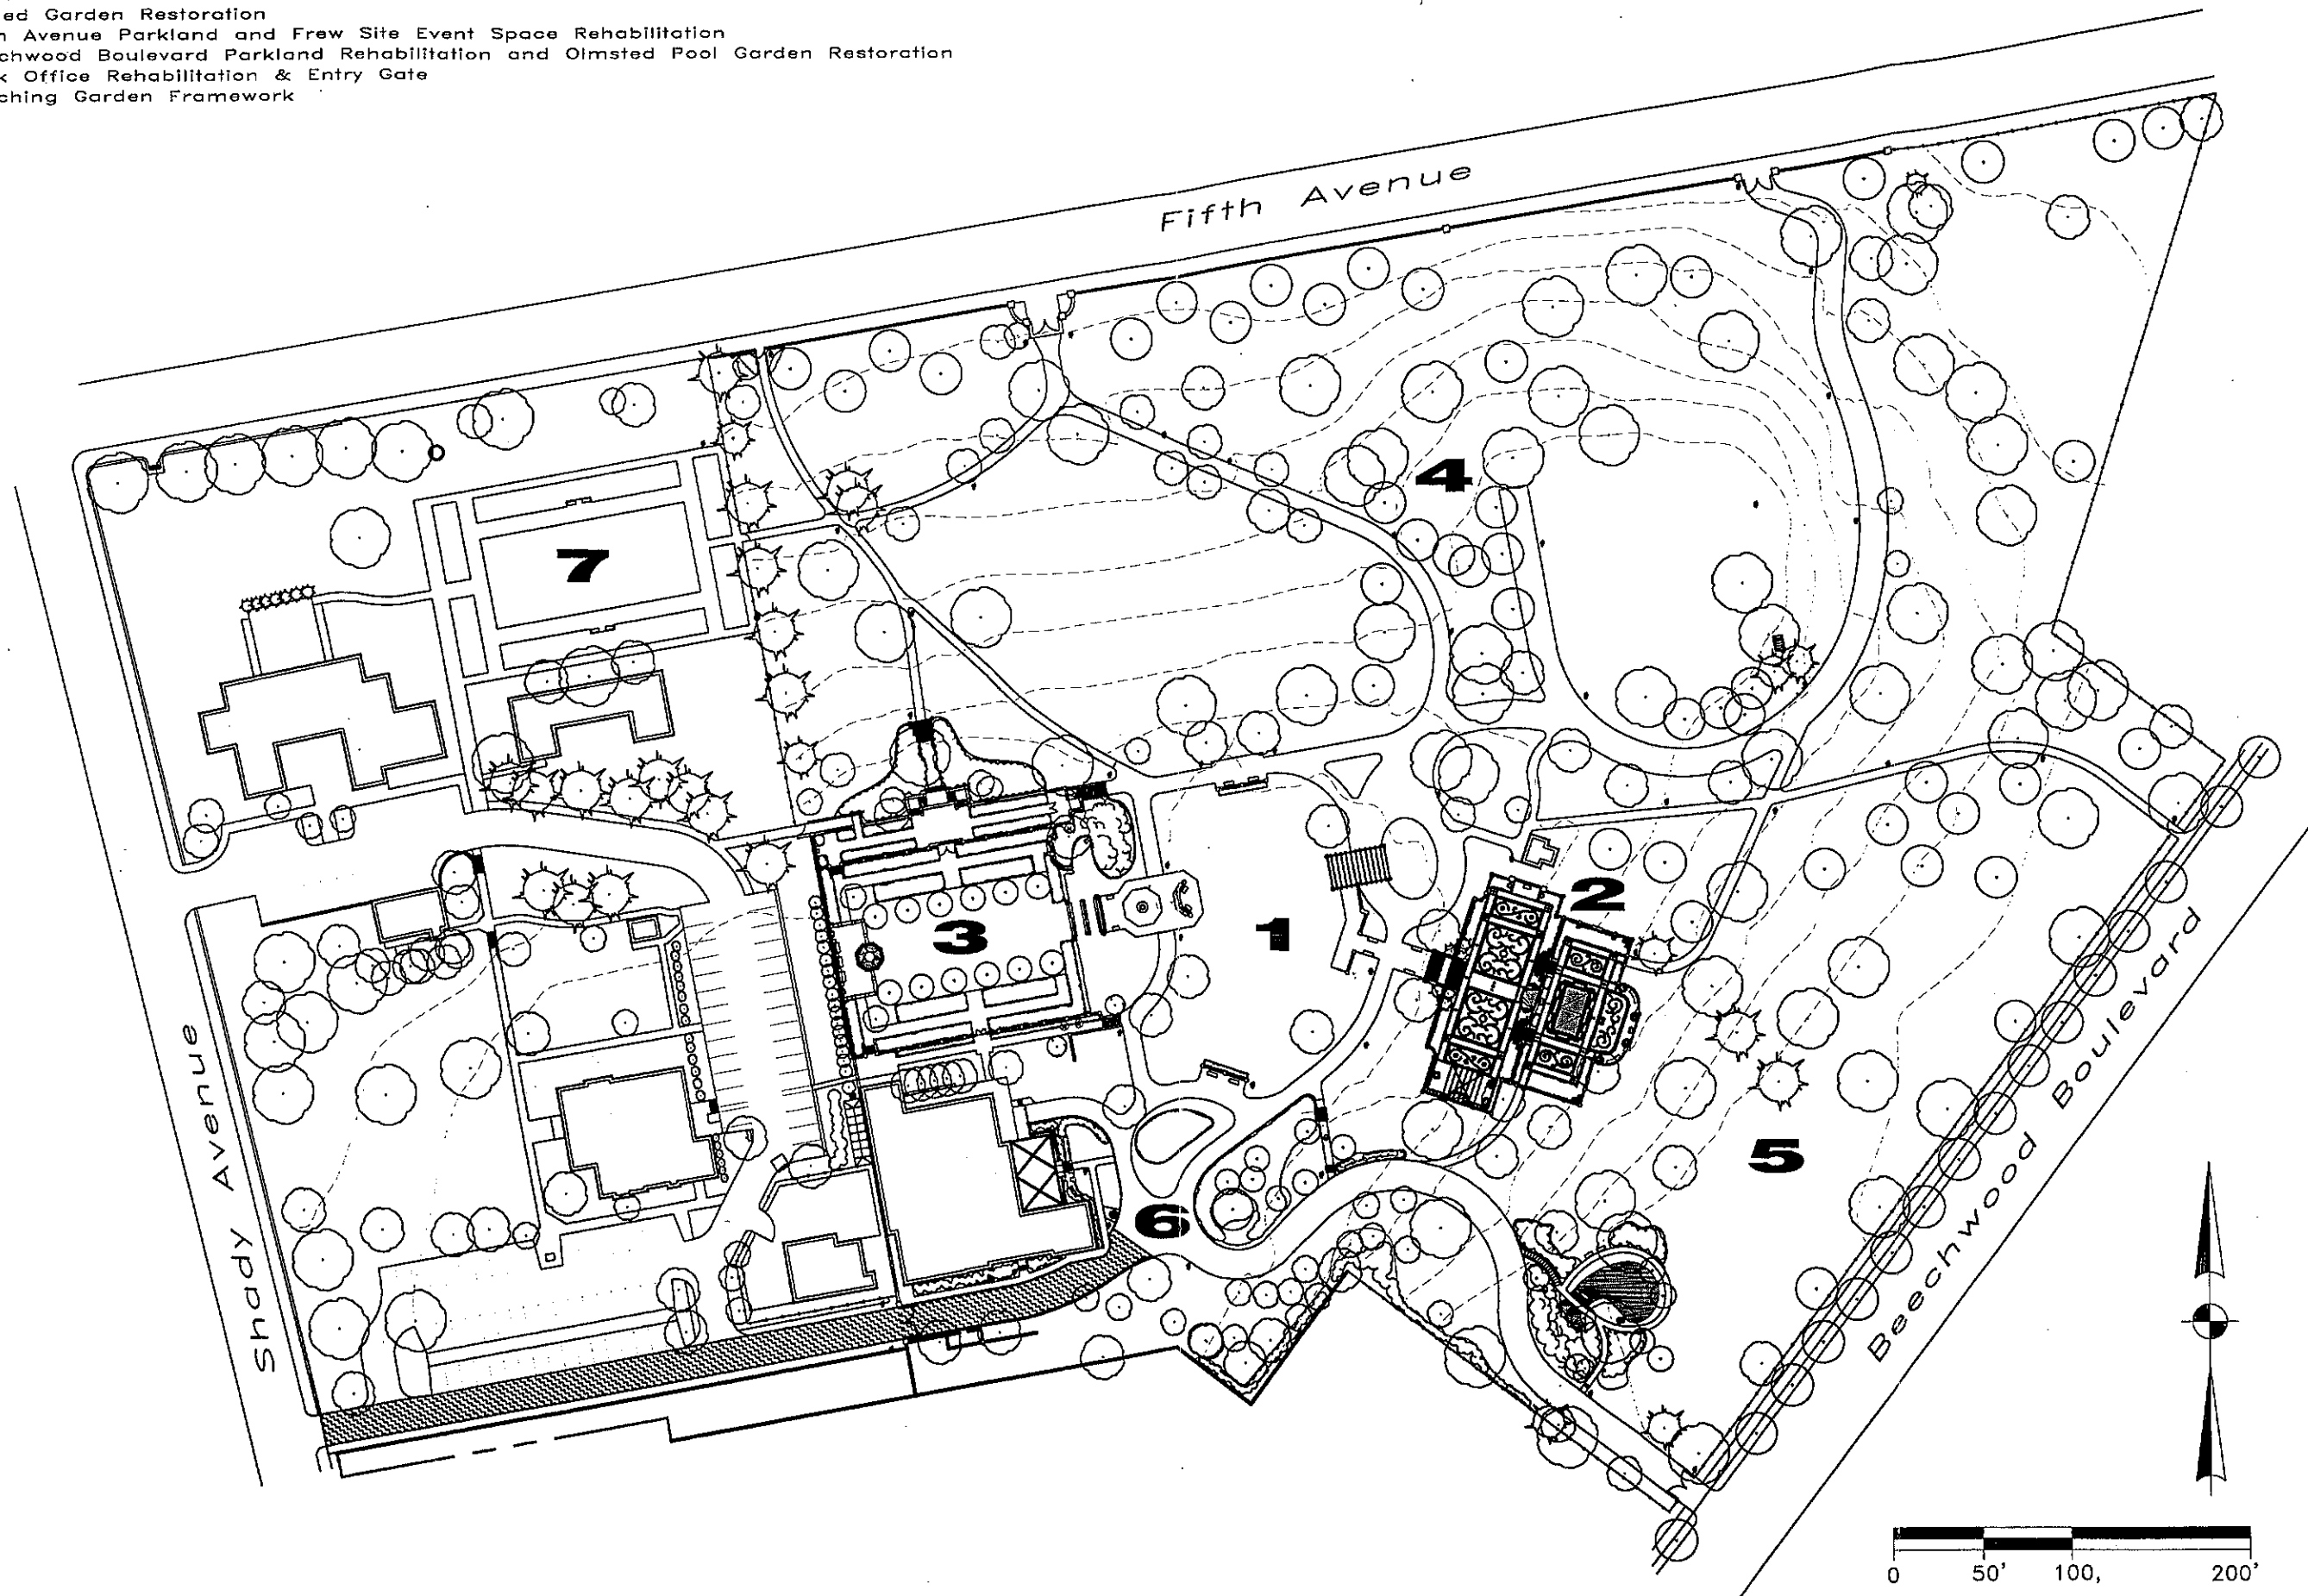 ed Garden Restoration
Avenue Parkland and Frew Site Event Space Rehabilitation
chwood Boulevard Parkland Rehabilitation and Olmsted Pool Garden Restoration
Office Rehabilitation & Entry Gate
ching Garden Framework
Fifth Avenue
4
7
2
3
1
5
6
Shady Avenue
Beechwood Boulevard
0 50' 100, 200'